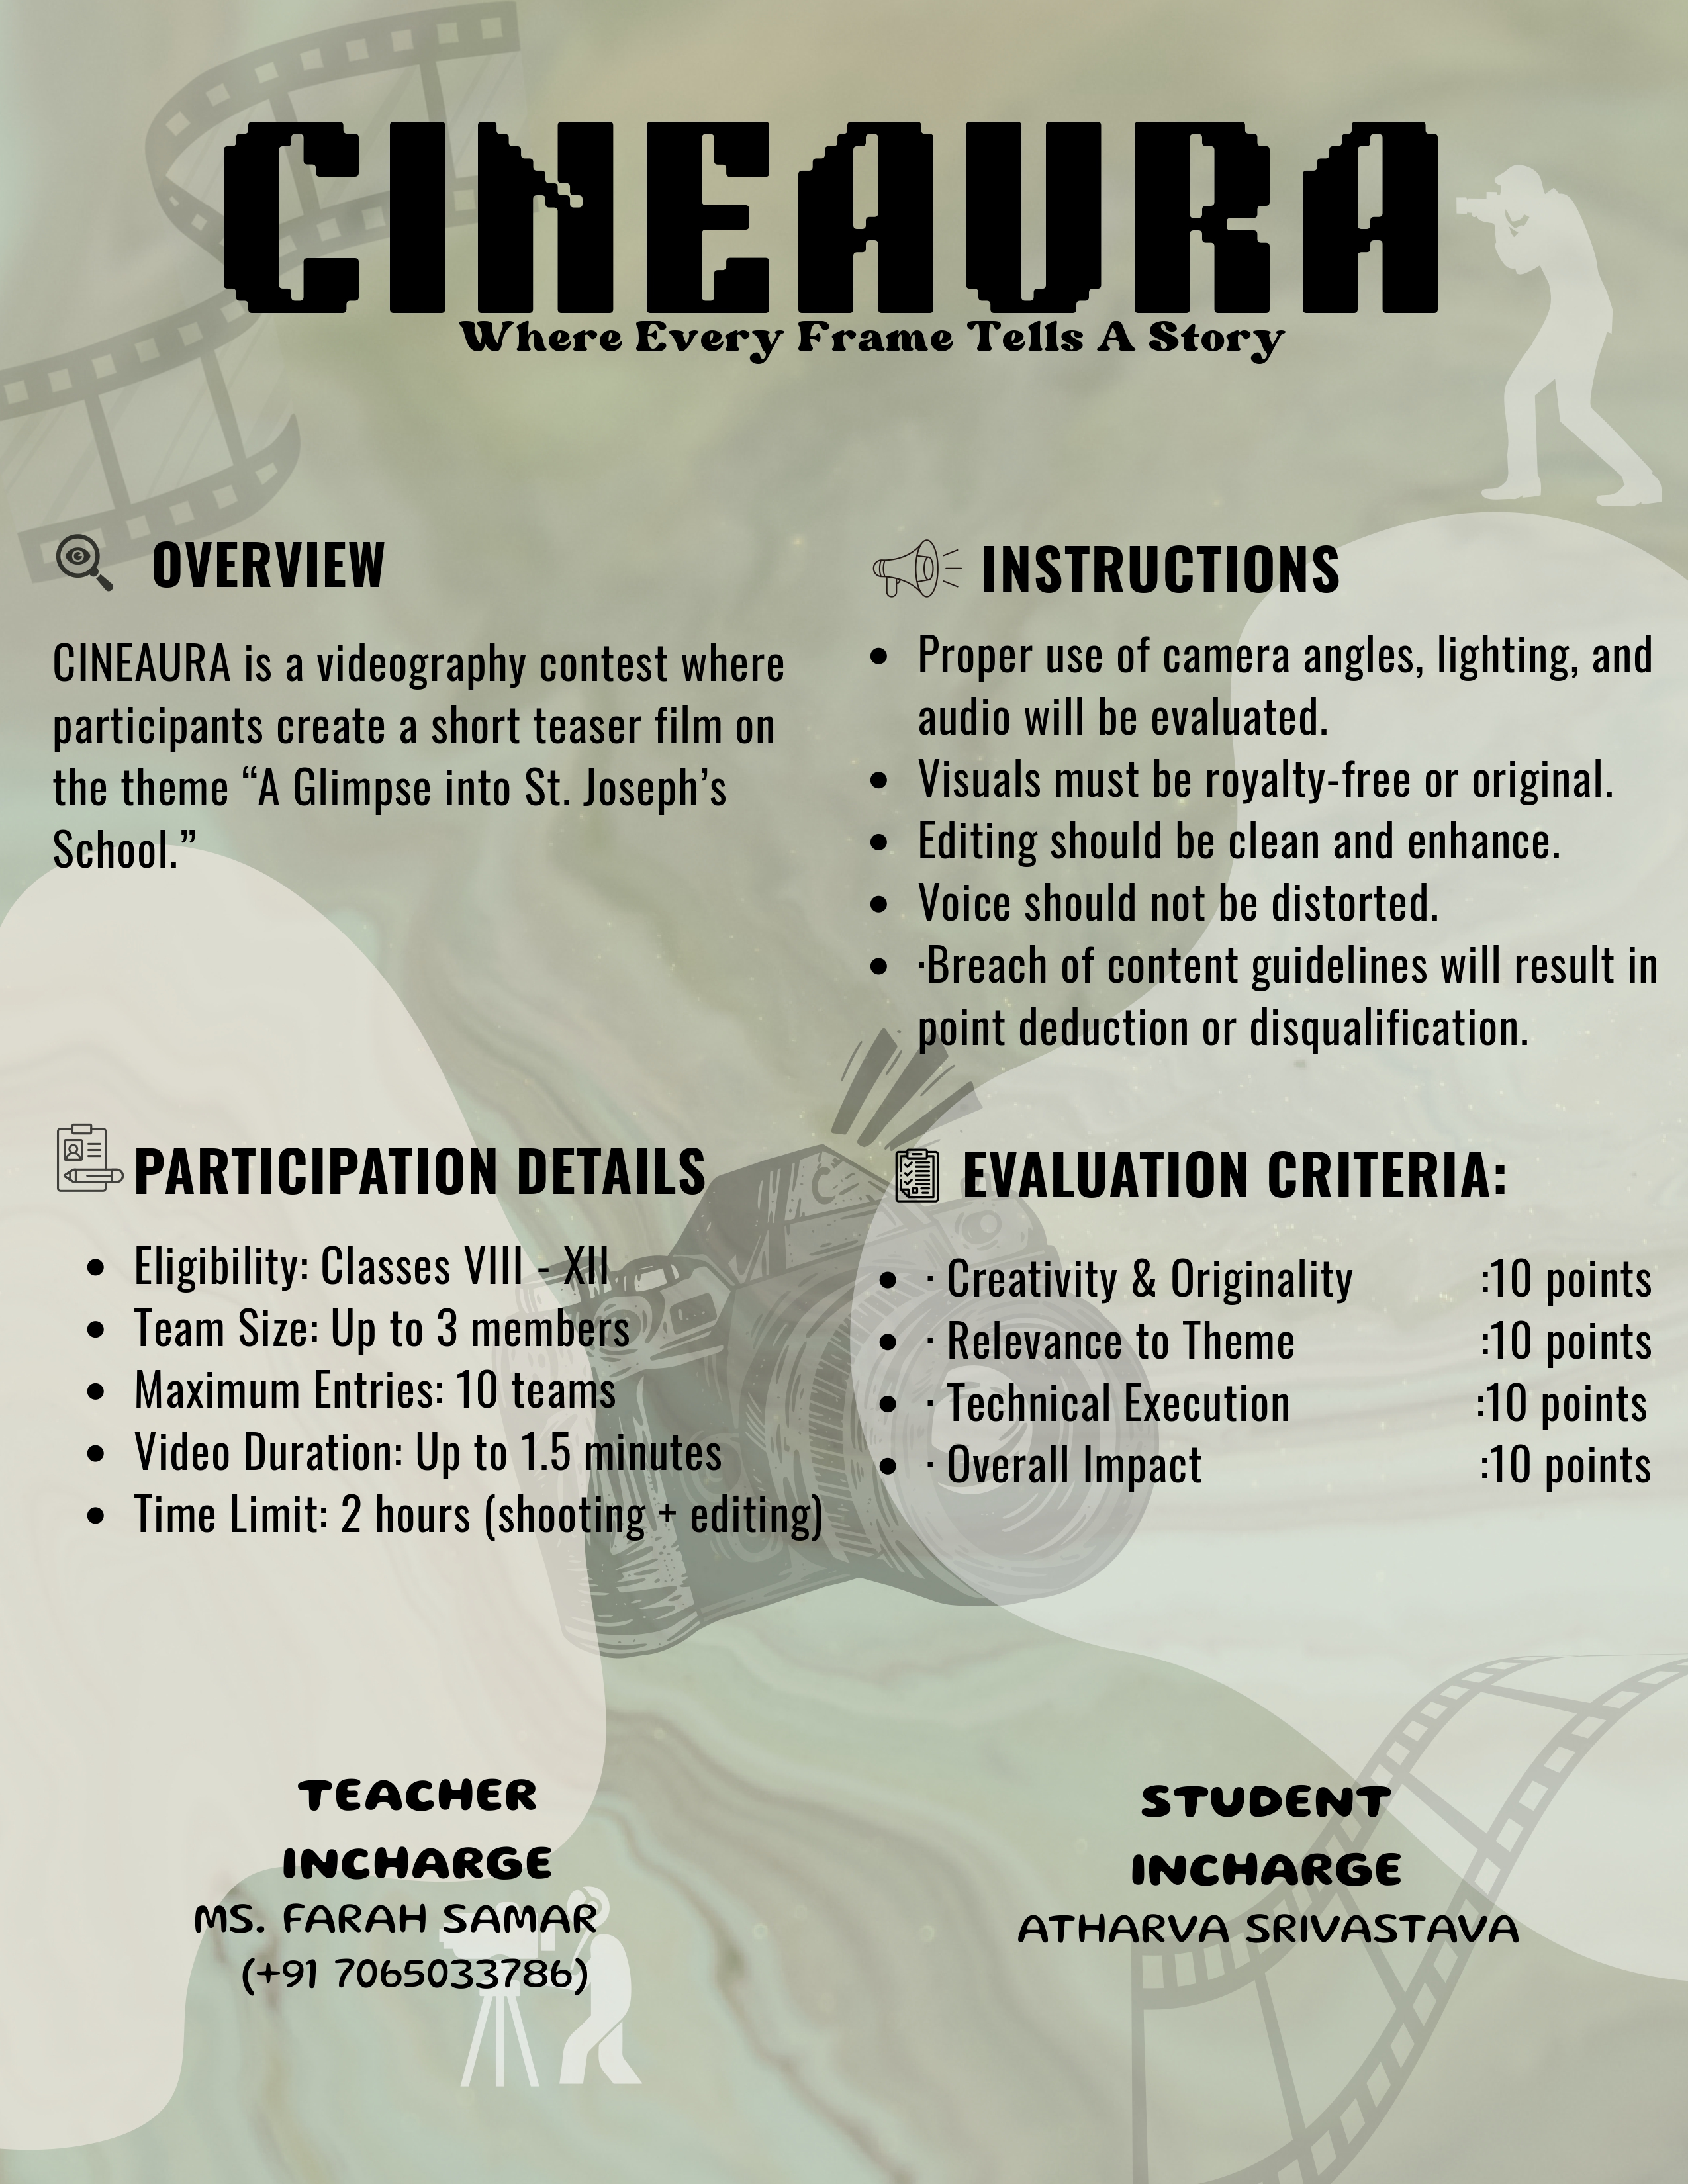 CINEAURA
Where Every Frame Tells A Story
OVERVIEW
CINEAURA is a videography contest where
participants create a short teaser film on
the theme “A Glimpse into St. Joseph’s
School.”
INSTRUCTIONS
• Proper use of camera angles, lighting, and
audio will be evaluated.
• Visuals must be royalty-free or original.
• Editing should be clean and enhance.
• Voice should not be distorted.
• ·Breach of content guidelines will result in
point deduction or disqualification.
PARTICIPATION DETAILS
• Eligibility: Classes VIII - XII
• Team Size: Up to 3 members
• Maximum Entries: 10 teams
• Video Duration: Up to 1.5 minutes
• Time Limit: 2 hours (shooting + editing)
EVALUATION CRITERIA:
• · Creativity & Originality :10 points
• · Relevance to Theme :10 points
• · Technical Execution :10 points
• · Overall Impact :10 points
TEACHER
INCHARGE
MS. FARAH SAMAR
(+91 7065033786)
STUDENT
INCHARGE
ATHARVA SRIVASTAVA